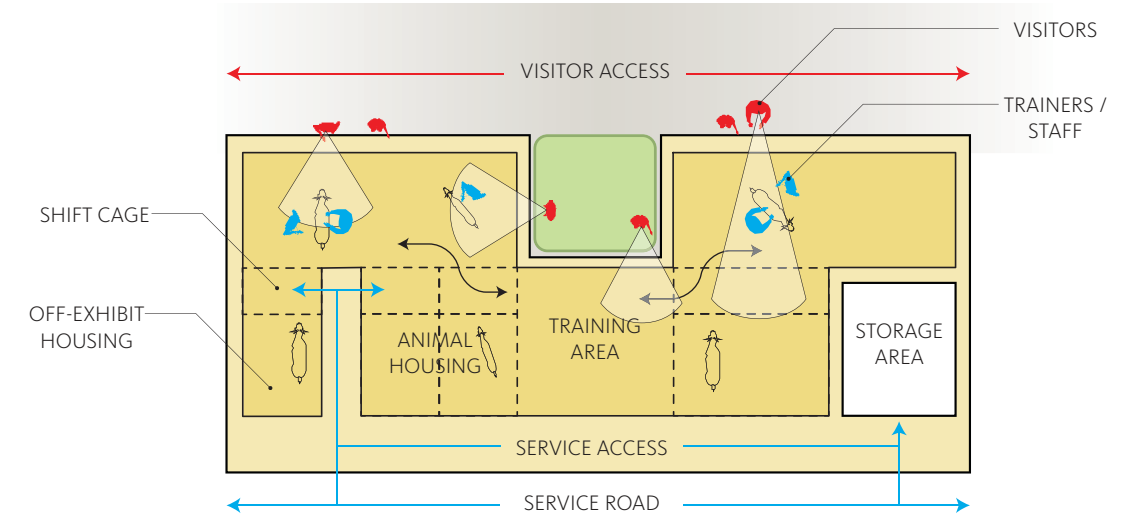 VISITORS
VISITOR ACCESS
TRAINERS /
STAFF
SHIFT CAGE
OFF-EXHIBIT
HOUSING
ANIMAL
HOUSING
TRAINING
AREA
STORAGE
AREA
SERVICE ACCESS
SERVICE ROAD